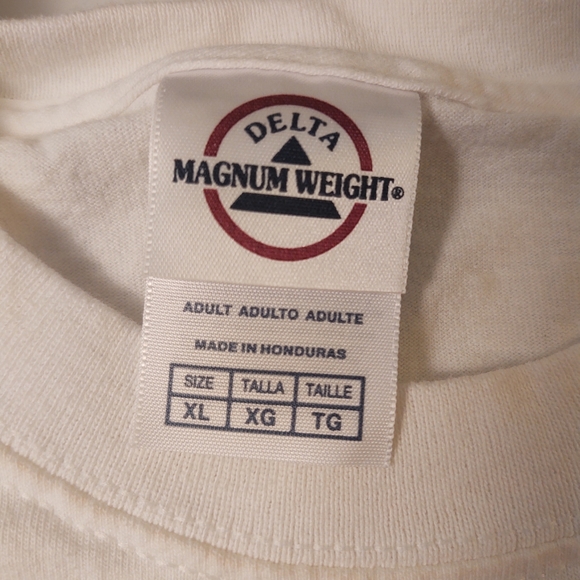 DELTA
MAGNUM WEIGHT®
ADULT ADULTO ADULTE
MADE IN HONDURAS
SIZE TALLA TAILLE
XL XG TG